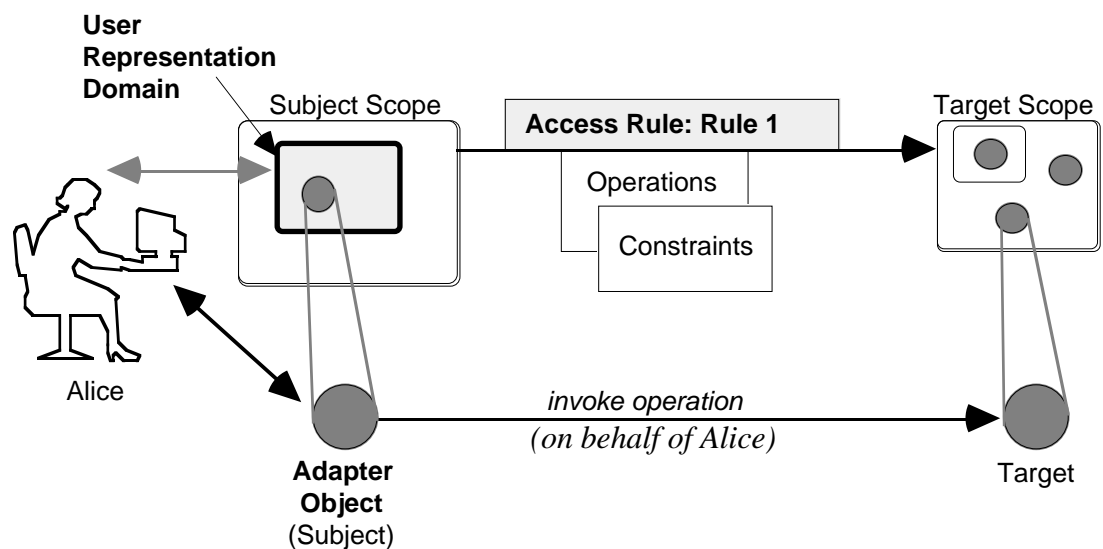 User
Representation
Domain
Subject Scope
Target Scope
Access Rule: Rule 1
Operations
Constraints
Alice
invoke operation
(on behalf of Alice)
Adapter
Object
(Subject)
Target